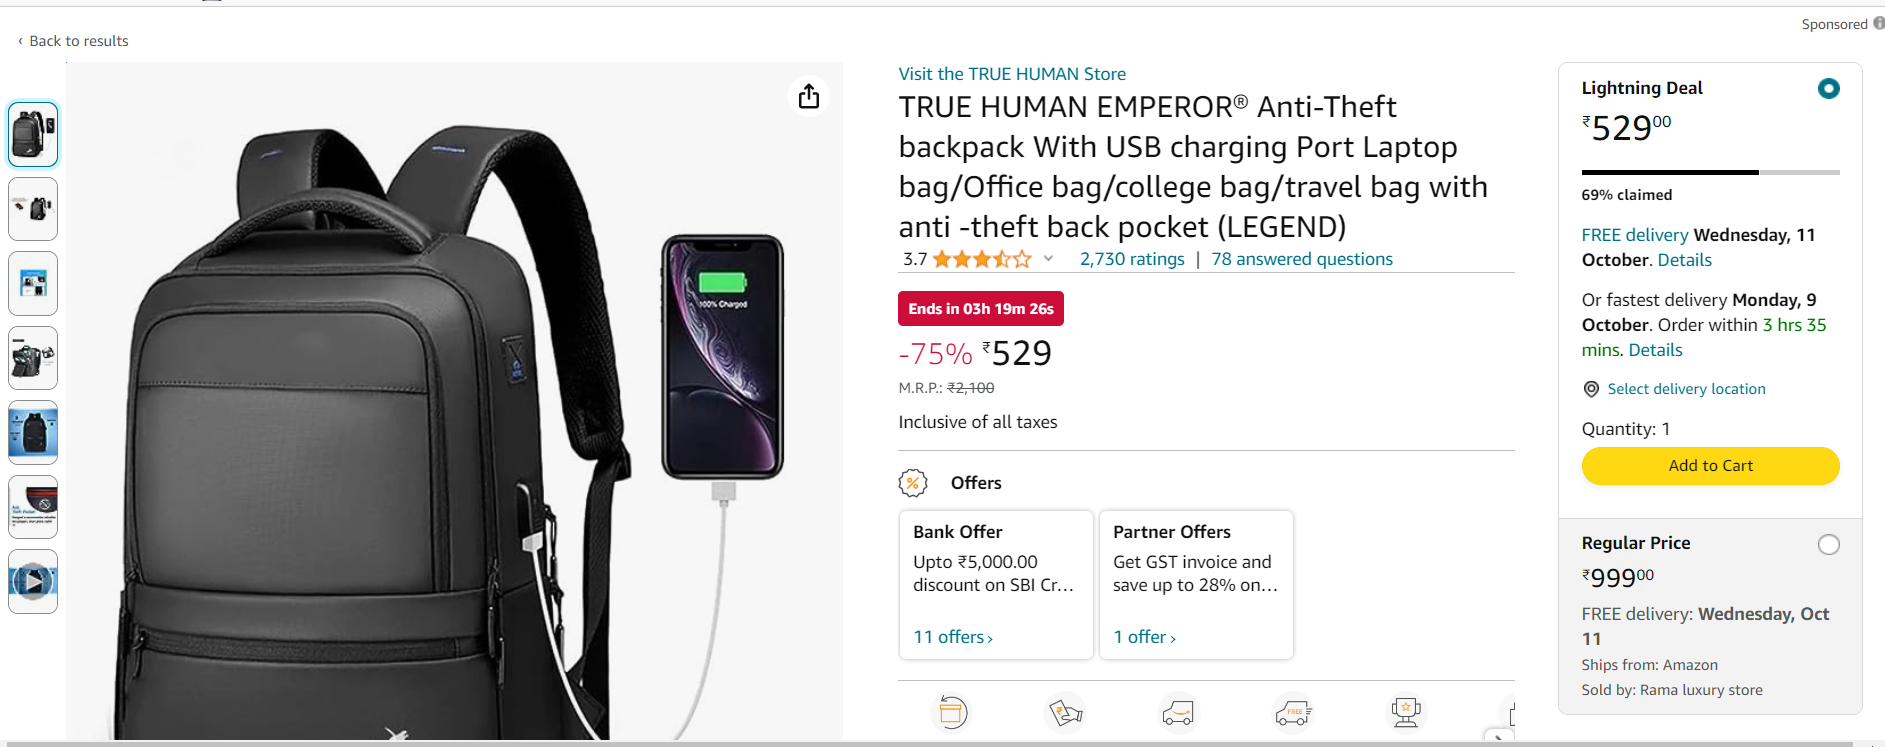 Sponsored
‹ Back to results
Visit the TRUE HUMAN Store
TRUE HUMAN EMPEROR® Anti-Theft
backpack With USB charging Port Laptop
bag/Office bag/college bag/travel bag with
anti -theft back pocket (LEGEND)
3.7
2,730 ratings | 78 answered questions
Ends in 03h 19m 26s
-75% ₹529
M.R.P.: ₹2,100
Inclusive of all taxes
Offers
Bank Offer
Upto ₹5,000.00
discount on SBI Cr...
11 offers ›
Partner Offers
Get GST invoice and
save up to 28% on...
1 offer ›
FREE
100% Charged
Lightning Deal
₹52900
69% claimed
FREE delivery Wednesday, 11
October. Details
Or fastest delivery Monday, 9
October. Order within 3 hrs 35
mins. Details
Select delivery location
Quantity: 1
Add to Cart
Regular Price
₹99900
FREE delivery: Wednesday, Oct
11
Ships from: Amazon
Sold by: Rama luxury store